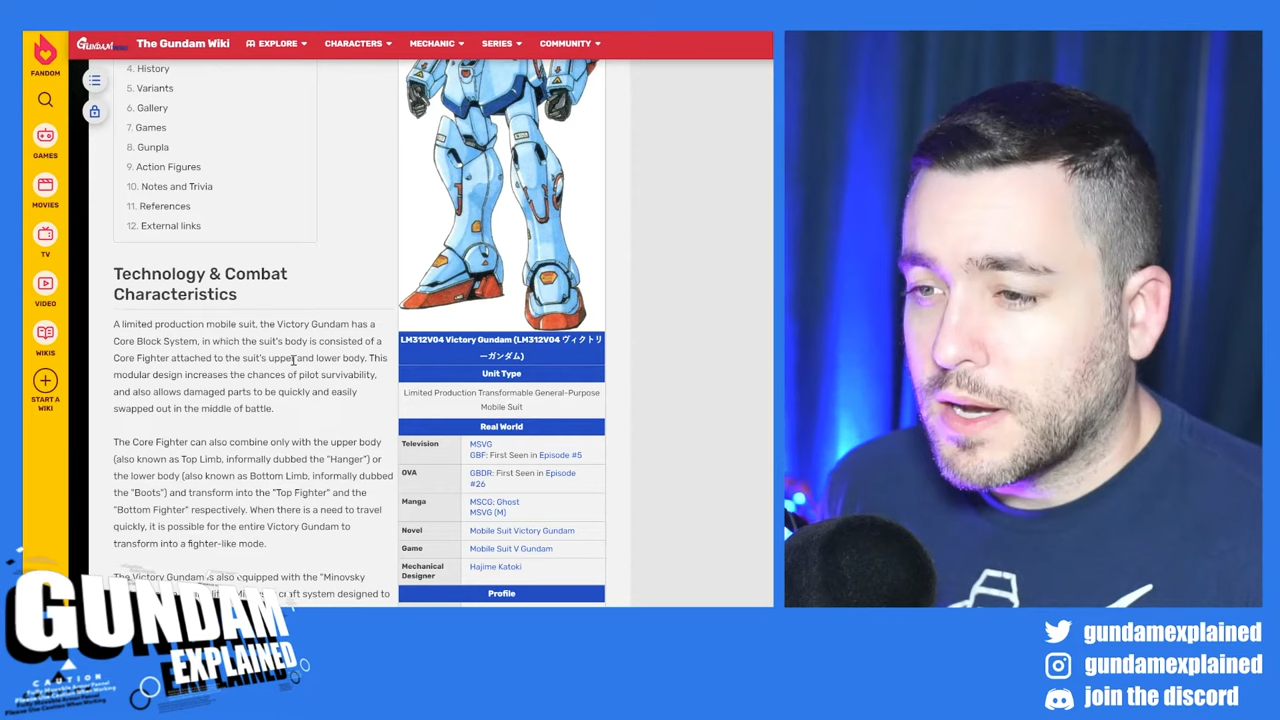 The Gundam Wiki
EXPLORE
CHARACTERS
MECHANIC
SERIES
COMMUNITY
FANDOM
GAMES
MOVIES
TV
VIDEO
WIKIS
START A
WIKI
4. History
5. Variants
6. Gallery
7. Games
8. Gunpla
9. Action Figures
10. Notes and Trivia
11. References
12. External links
Technology & Combat
Characteristics
A limited production mobile suit, the Victory Gundam has a
Core Block System, in which the suit's body is consisted of a
Core Fighter attached to the suit's upper and lower body. This
modular design increases the chances of pilot survivability,
and also allows damaged parts to be quickly and easily
swapped out in the middle of battle.
The Core Fighter can also combine only with the upper body
(also known as Top Limb, informally dubbed the "Hanger") or
the lower body (also known as Bottom Limb, informally dubbed
the "Boots") and transform into the "Top Fighter" and the
"Bottom Fighter" respectively. When there is a need to travel
quickly, it is possible for the entire Victory Gundam to
transform into a fighter-like mode.
The Victory Gundam is also equipped with the "Minovsky
craft system designed to
LM312V04 Victory Gundam (LM312V04 ヴィクトリ
ーガンダム)
Unit Type
Limited Production Transformable General-Purpose
Mobile Suit
Real World
Television
MSVG
GBF: First Seen in Episode #5
OVA
GBDR: First Seen in Episode
#26
Manga
MSCG: Ghost
MSVG (M)
Novel
Mobile Suit Victory Gundam
Game
Mobile Suit V Gundam
Mechanical
Designer
Hajime Katoki
Profile
GUNDAM
EXPLAINED
CAUTION
gundamexplained
gundamexplained
join the discord